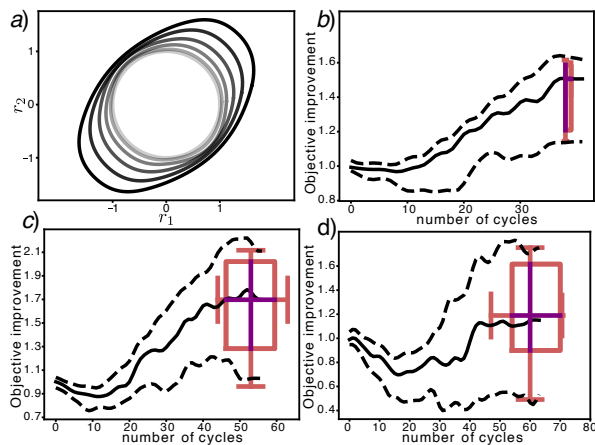 a)
1
0
−1
r₂
−1 0 1
r₁
b)
Objective improvement
1.6
1.4
1.2
1.0
0.8
0 10 20 30
number of cycles
c)
Objective improvement
2.1
1.9
1.7
1.5
1.3
1.1
0.9
0.7
0 10 20 30 40 50 60
number of cycles
d)
Objective improvement
1.8
1.6
1.4
1.2
1.0
0.8
0.6
0.4
0 10 20 30 40 50 60 70 80
number of cycles